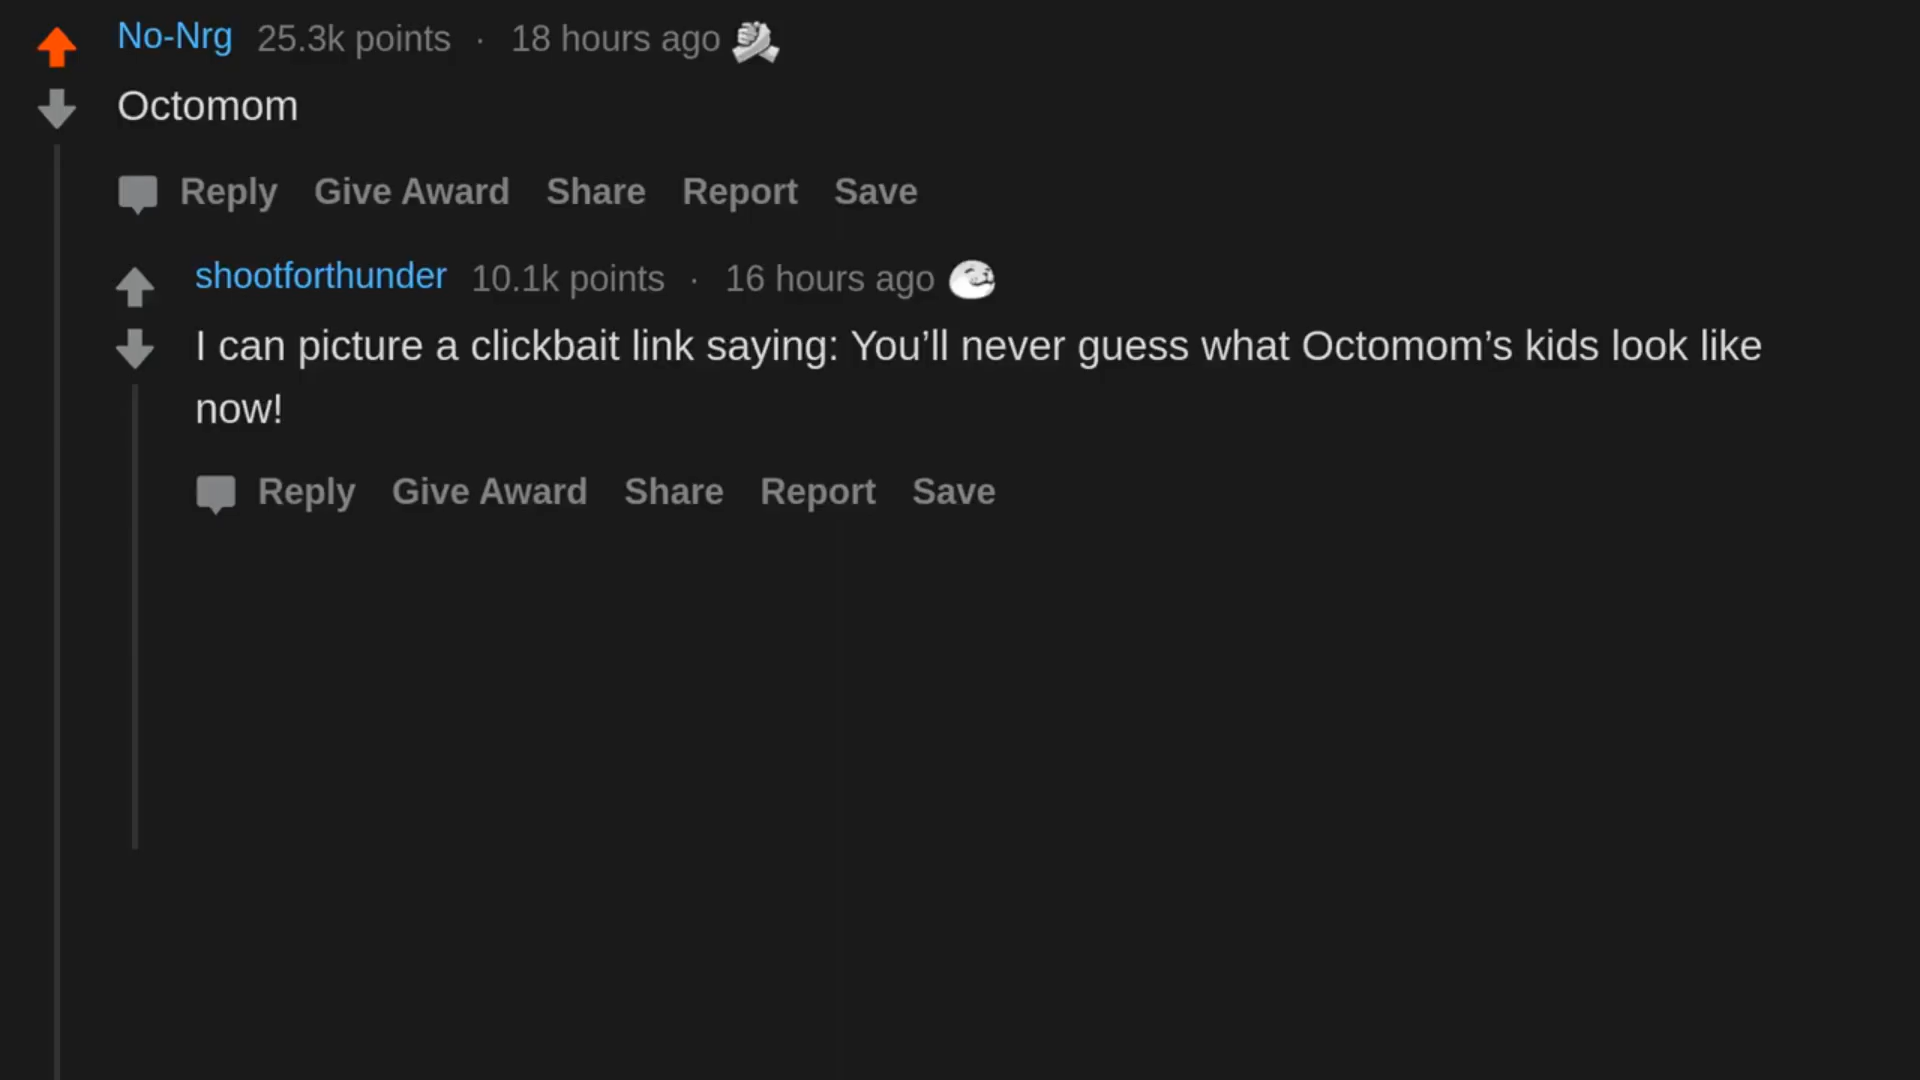 No-Nrg 25.3k points · 18 hours ago
Octomom
Reply Give Award Share Report Save
shootforthunder 10.1k points · 16 hours ago
I can picture a clickbait link saying: You’ll never guess what Octomom’s kids look like
now!
Reply Give Award Share Report Save